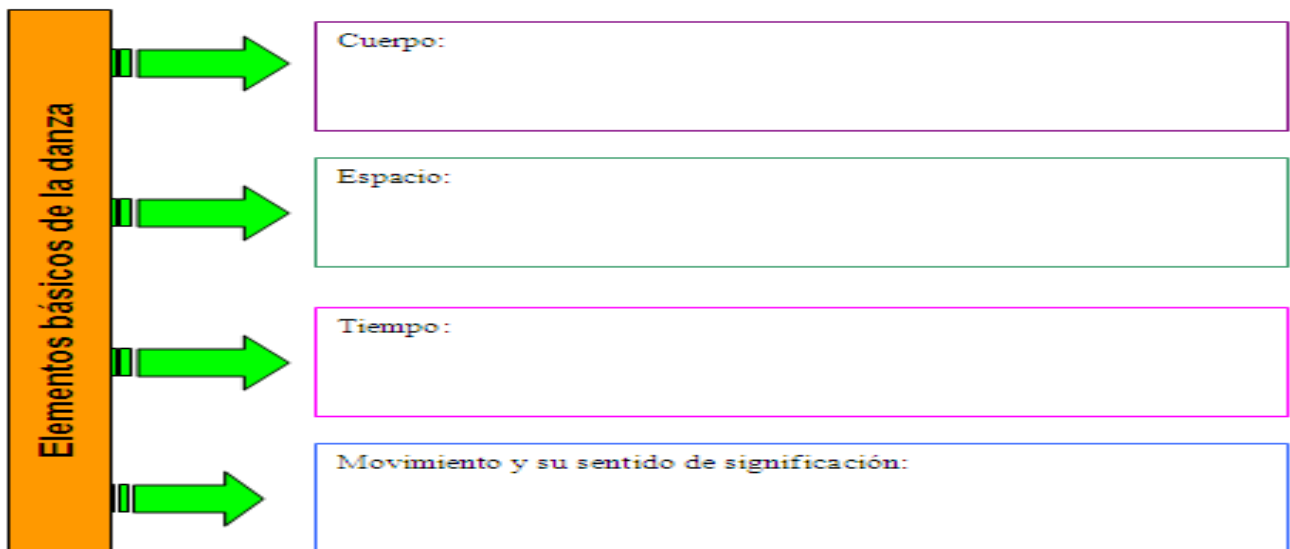 Elementos básicos de la danza
Cuerpo:
Espacio:
Tiempo:
Movimiento y su sentido de significación: